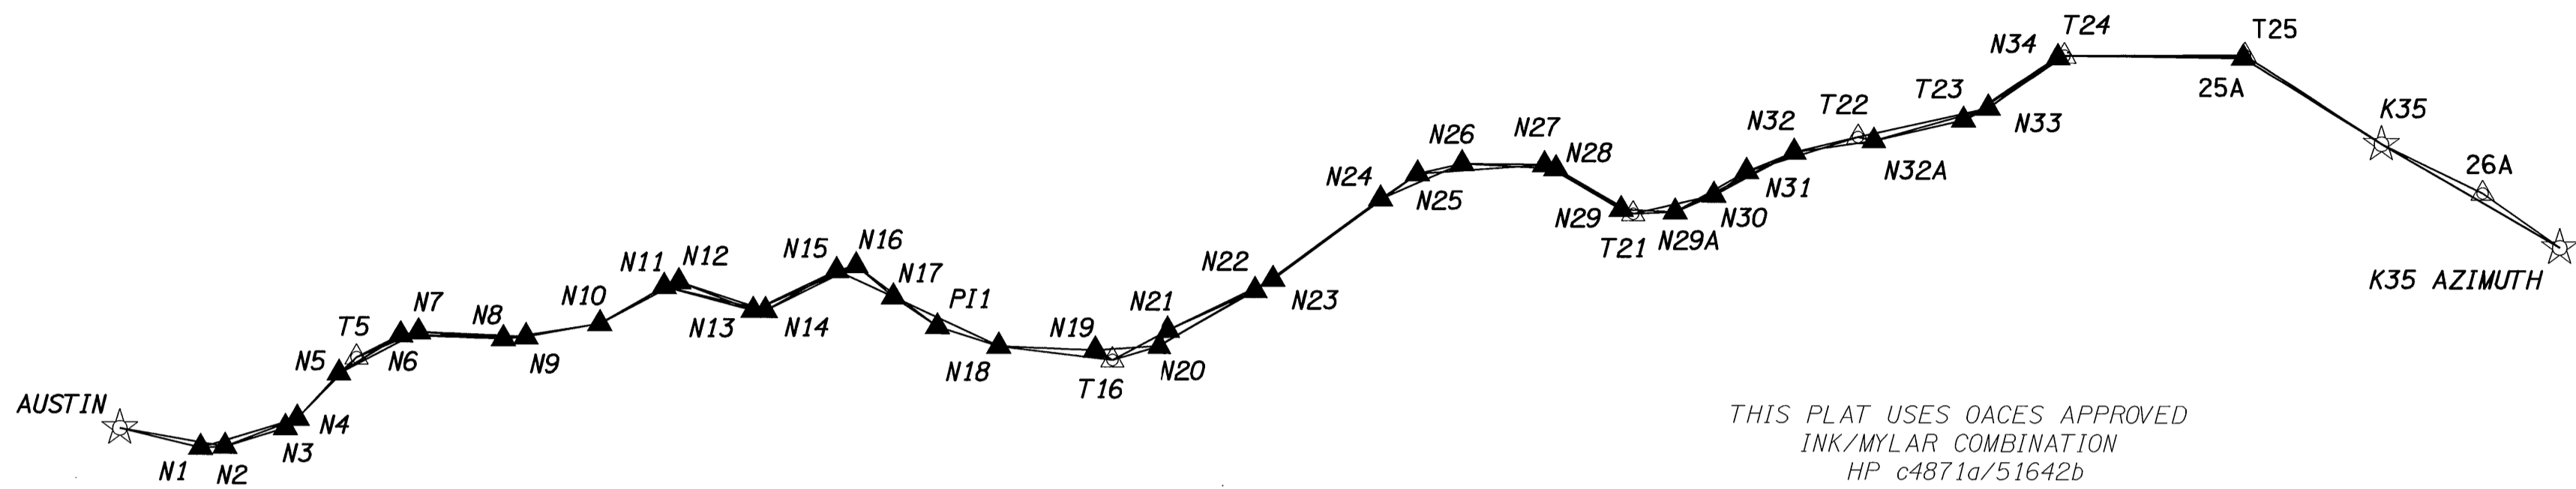 AUSTIN
N1
N2
N3
N4
N5
T5
N6
N7
N8
N9
N10
N11
N12
N13
N14
N15
N16
N17
PI1
N18
N19
T16
N20
N21
N22
N23
N24
N25
N26
N27
N28
N29
T21
N29A
N30
N31
N32
T22
N32A
T23
N33
N34
T24
T25
25A
K35
26A
K35 AZIMUTH
THIS PLAT USES OACES APPROVED
INK/MYLAR COMBINATION
HP c4871a/51642b